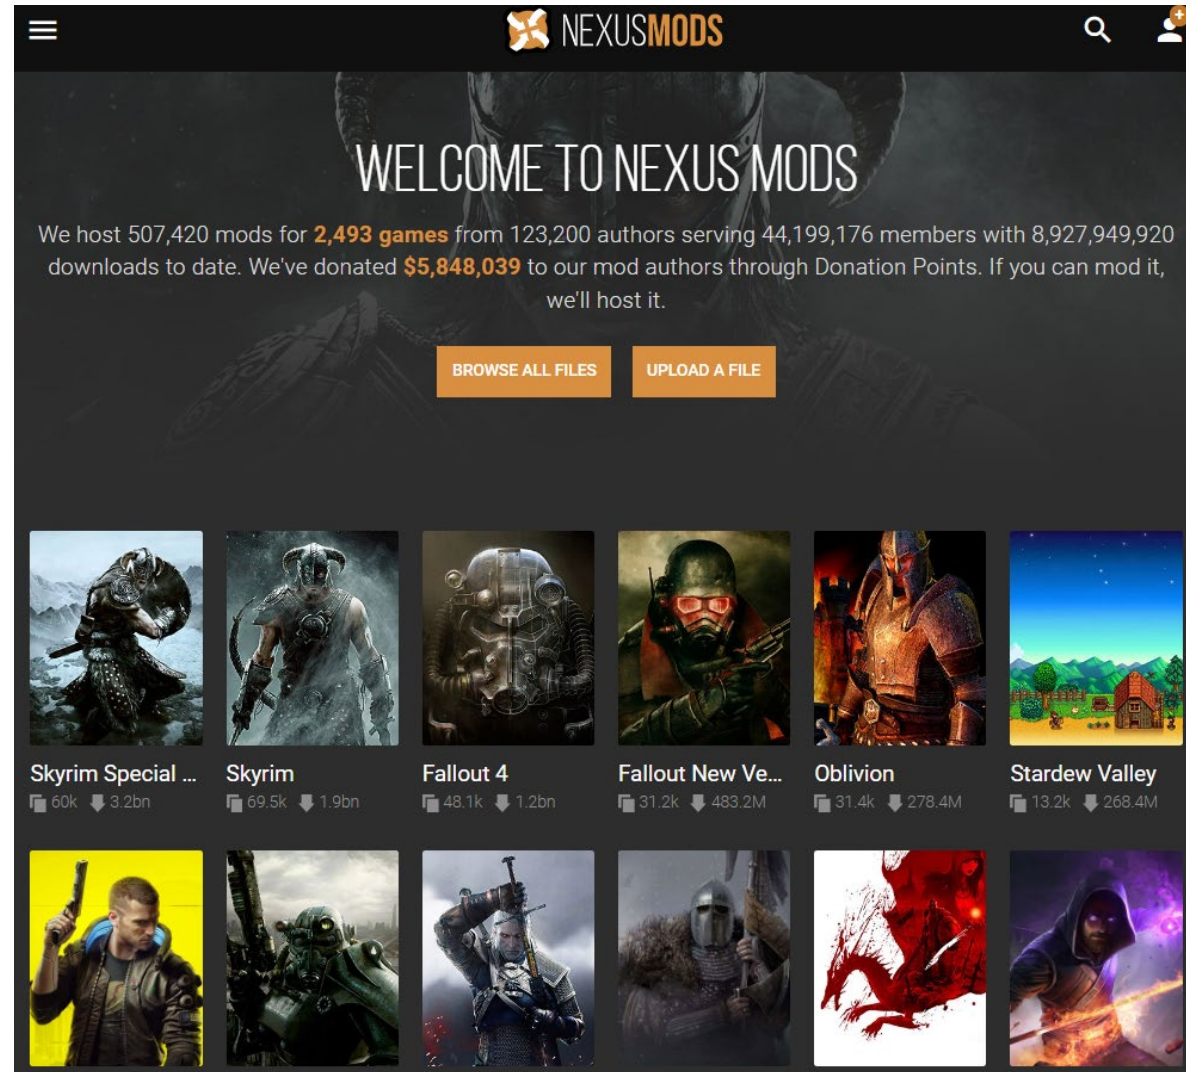 NEXUSMODS
WELCOME TO NEXUS MODS
We host 507,420 mods for 2,493 games from 123,200 authors serving 44,199,176 members with 8,927,949,920
downloads to date. We've donated $5,848,039 to our mod authors through Donation Points. If you can mod it,
we'll host it.
BROWSE ALL FILES UPLOAD A FILE
Skyrim Special ... Skyrim Fallout 4 Fallout New Ve... Oblivion Stardew Valley
60k 3.2bn 69.5k 1.9bn 48.1k 1.2bn 31.2k 483.2M 31.4k 278.4M 13.2k 268.4M